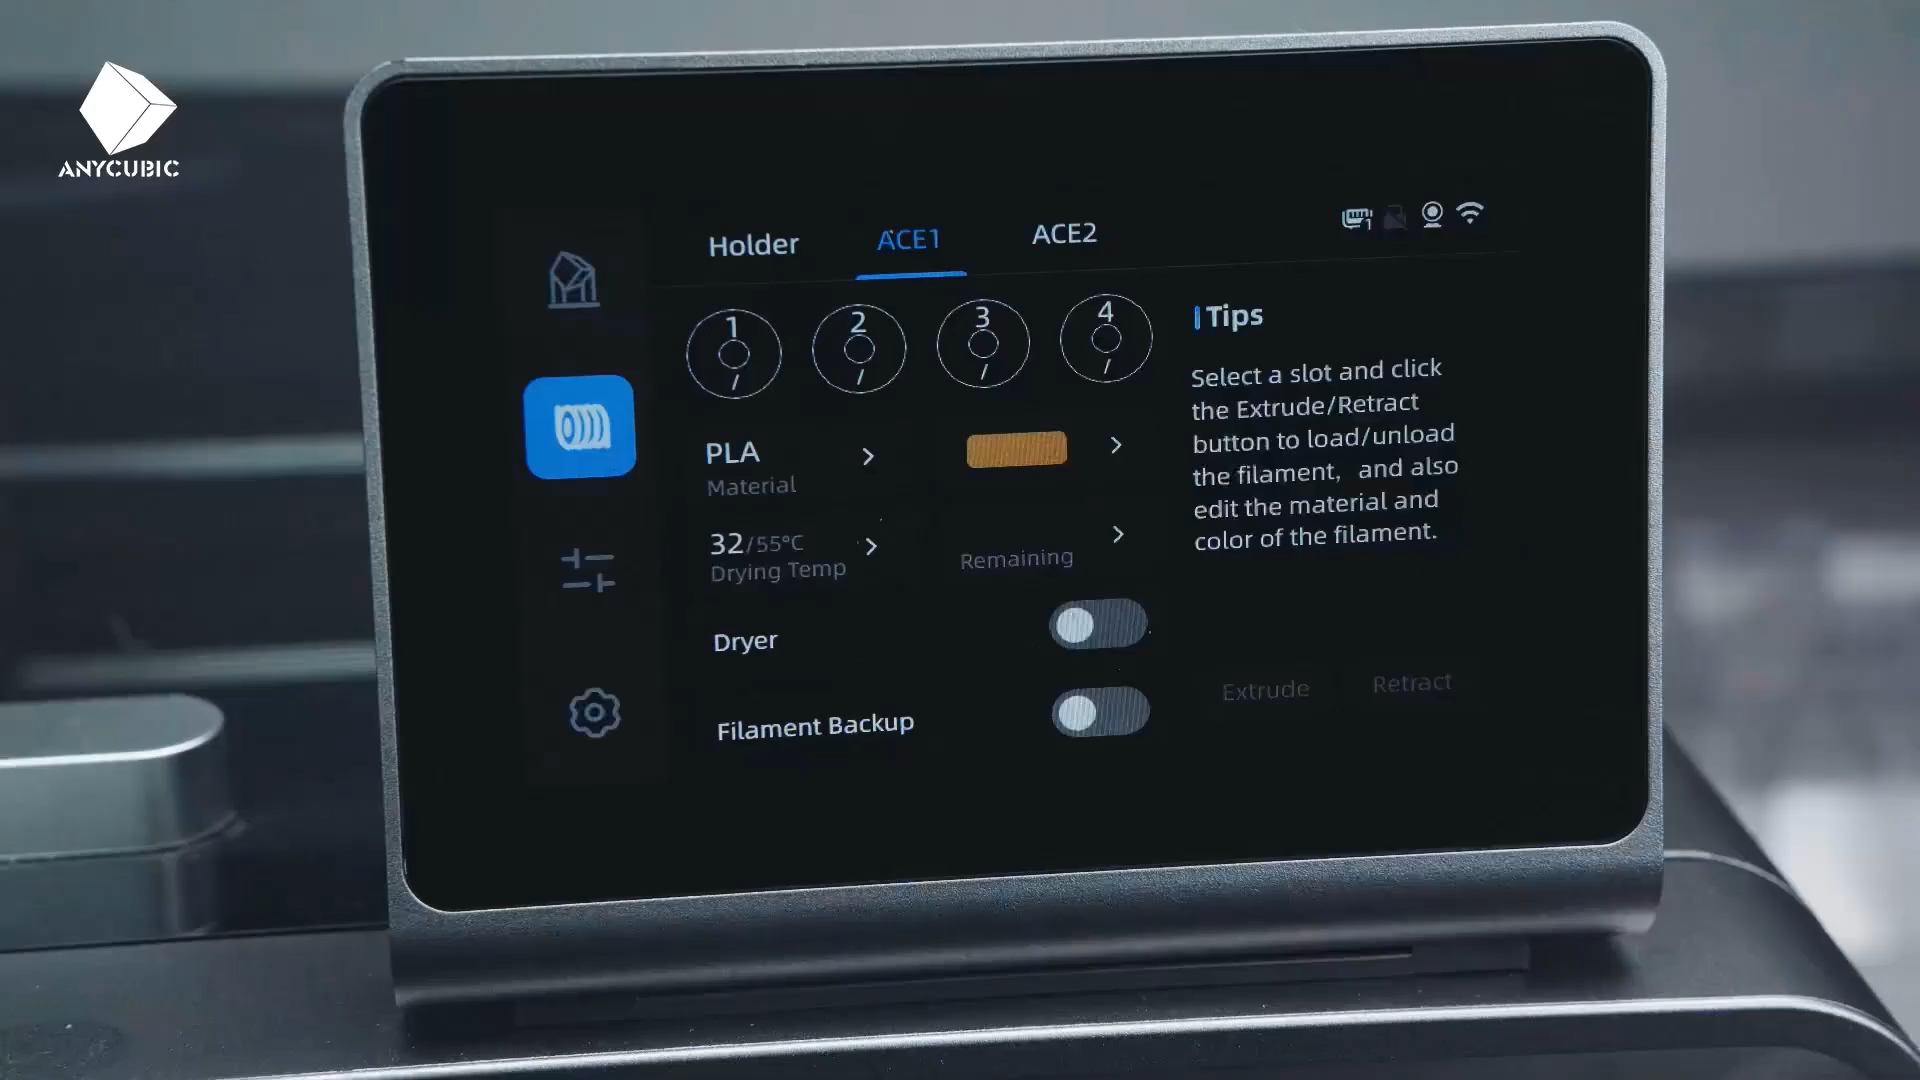 ANYCUBIC
Holder
ACE1
ACE2
1
1
2
3
4
/
/
/
/
PLA
Material
32/55°C
Drying Temp
Remaining
Dryer
Filament Backup
Tips
Select a slot and click
the Extrude/Retract
button to load/unload
the filament, and also
edit the material and
color of the filament.
Extrude
Retract